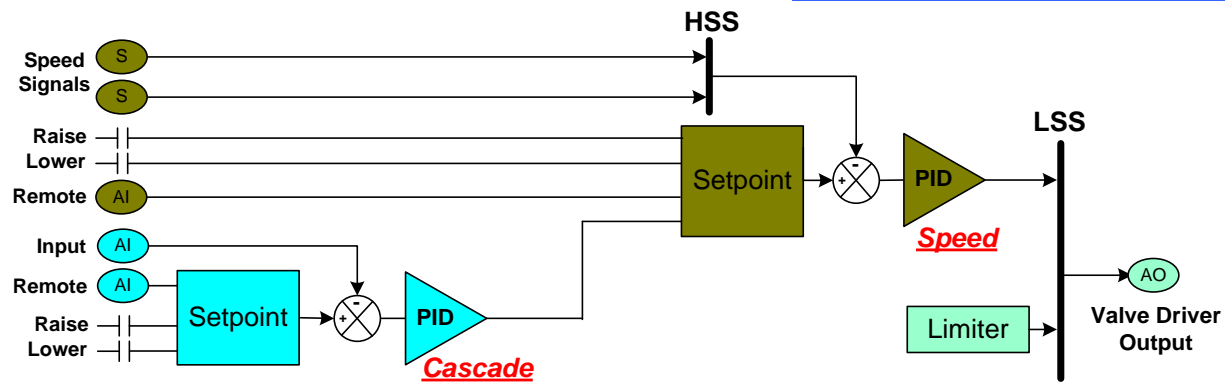 HSS
Speed
Signals
S
S
Raise
Lower
Remote
AI
Setpoint
PID
Speed
LSS
Input
AI
Remote
AI
Raise
Lower
Setpoint
PID
Cascade
Limiter
AO
Valve Driver
Output
- + - +